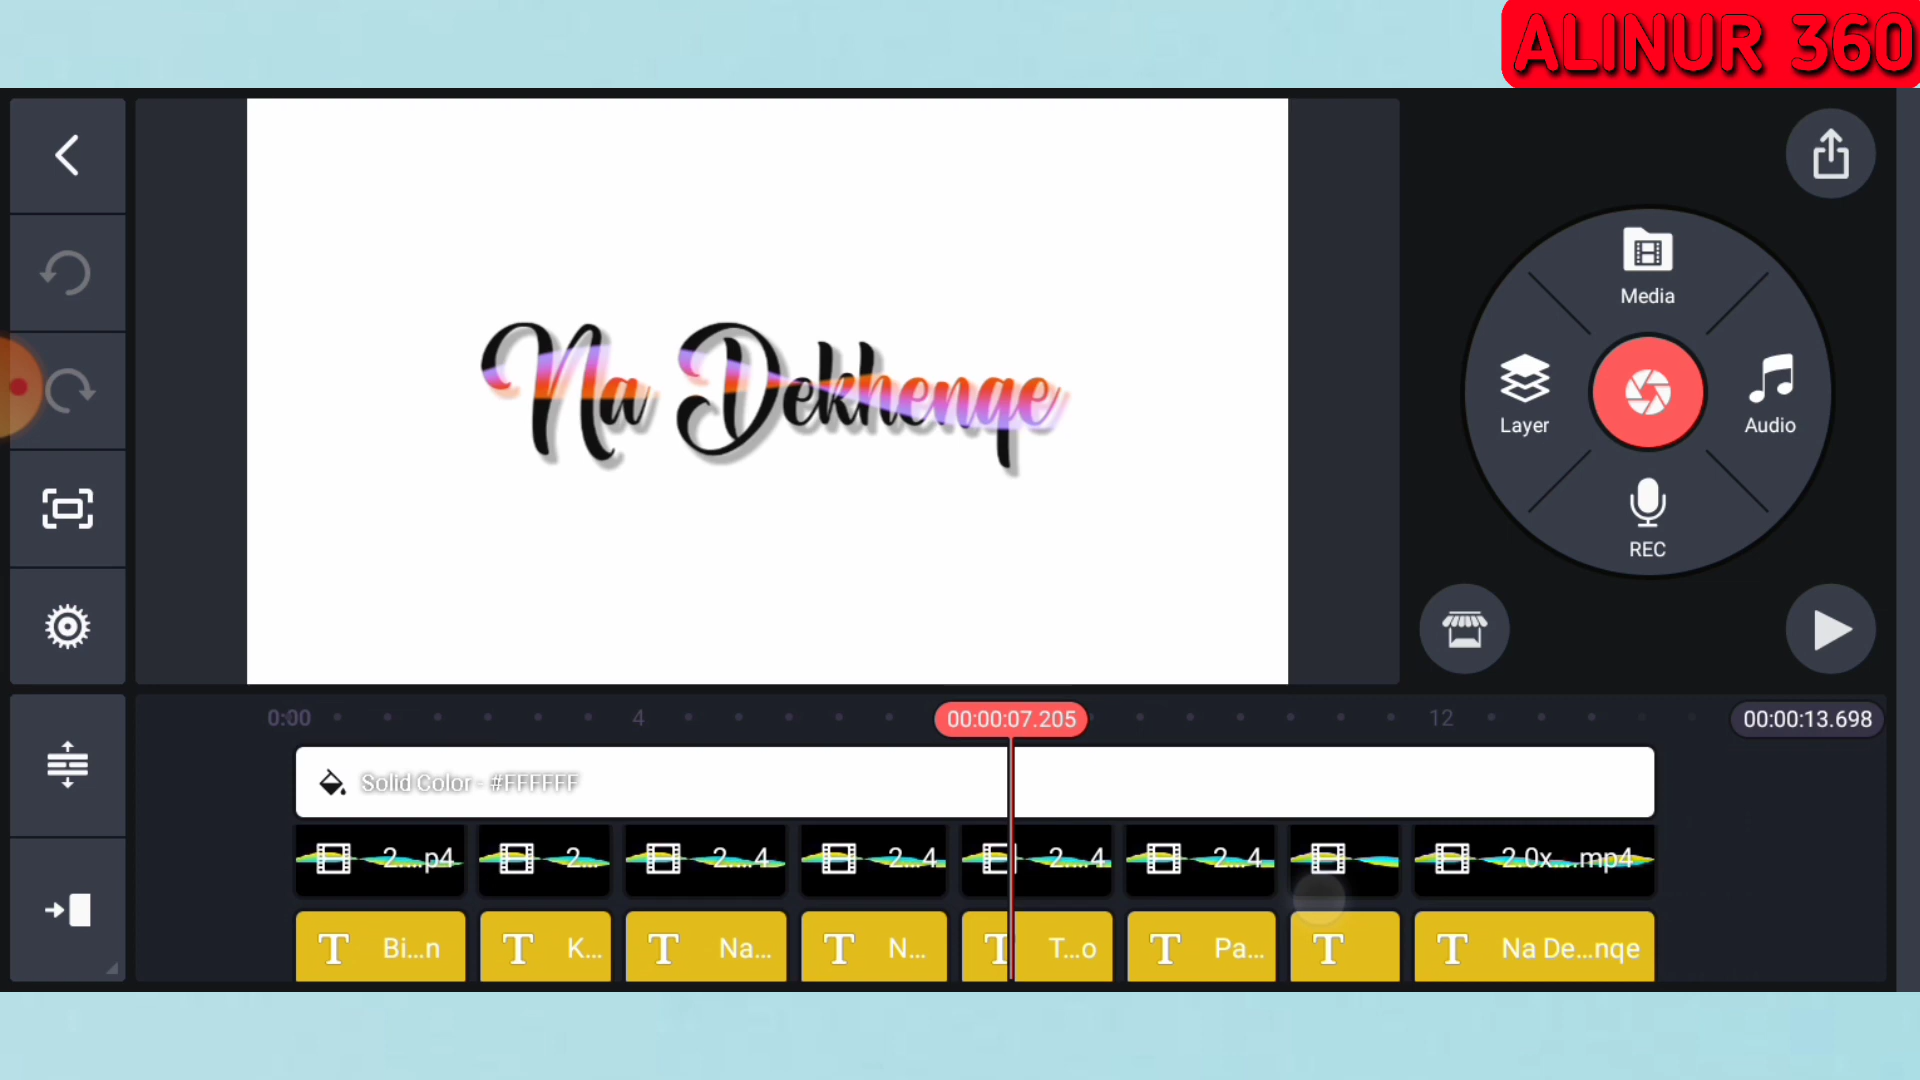 ALINUR 360
Na Dekhenqe
Media
Layer
Audio
REC
0:00
4
00:00:07.205
12
00:00:13.698
Solid Color - #FFFFFF
2....p4
2...
2....4
2....4
2....4
2....4
2.0x....mp4
T Bi...n
T K...
T Na...
T N...
T T...o
T Pa...
T
T Na De...nqe